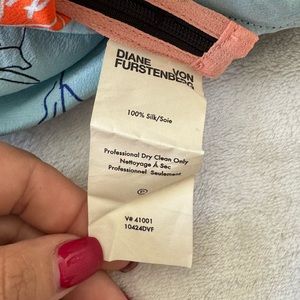 DIANE VON
FURSTENBERG
100% Silk/Soie
Professional Dry Clean Only
Nettoyage À Sec
Professionnel Seulement
V# 41001
10424DVF